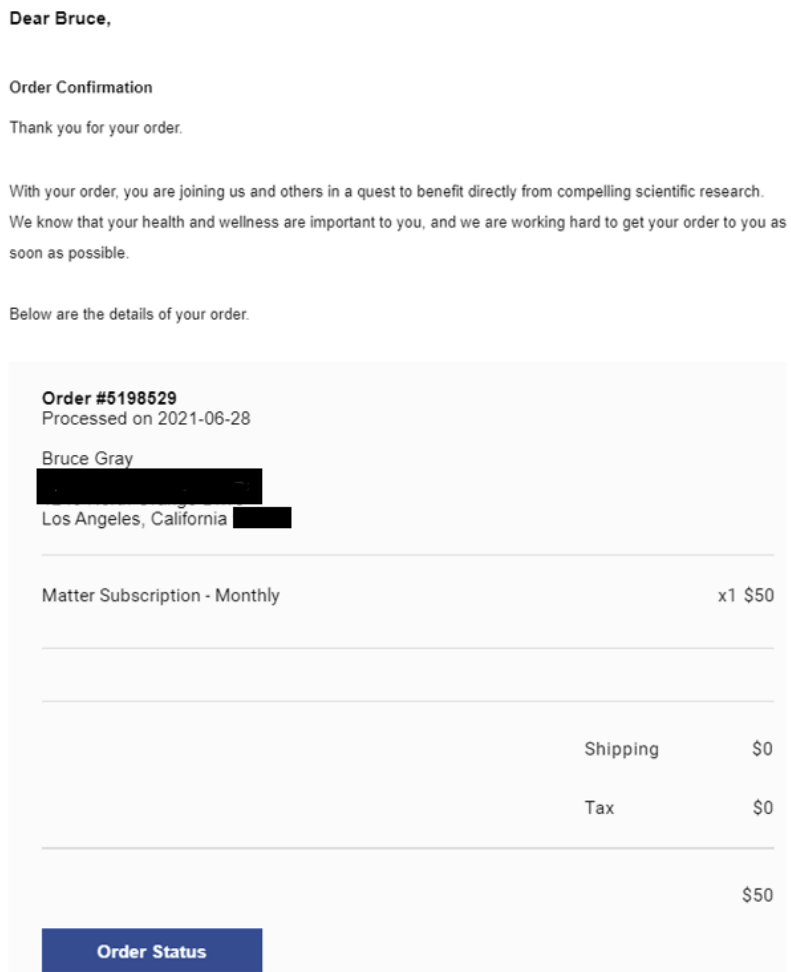 Dear Bruce,
Order Confirmation
Thank you for your order.
With your order, you are joining us and others in a quest to benefit directly from compelling scientific research.
We know that your health and wellness are important to you, and we are working hard to get your order to you as
soon as possible.
Below are the details of your order.
Order #5198529
Processed on 2021-06-28
Bruce Gray
Los Angeles, California
Matter Subscription - Monthly x1 $50
Shipping $0
Tax $0
$50
Order Status